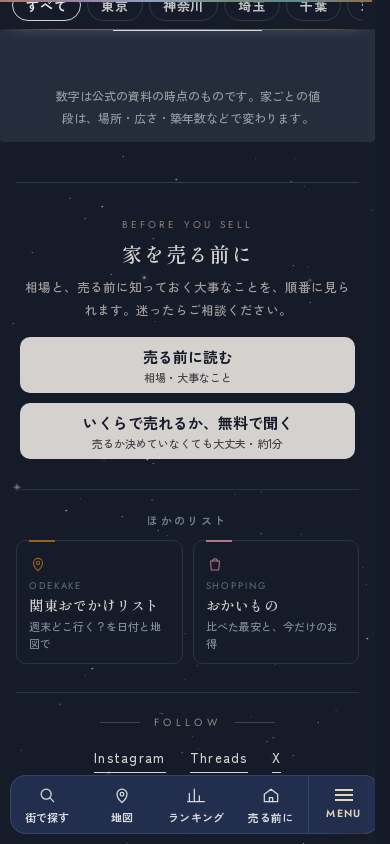 すべて 東京 神奈川 埼玉 千葉
数字は公式の資料の時点のものです。家ごとの値
段は、場所・広さ・築年数などで変わります。
BEFORE YOU SELL
家を売る前に
相場と、売る前に知っておく大事なことを、順番に見ら
れます。迷ったらご相談ください。
売る前に読む
相場・大事なこと
いくらで売れるか、無料で聞く
売るか決めていなくても大丈夫・約1分
ほかのリスト
ODEKAKE
関東おでかけリスト
週末どこ行く？を日付と地
図で
SHOPPING
おかいもの
比べた最安と、今だけのお
得
FOLLOW
Instagram Threads X
街で探す 地図 ランキング 売る前に MENU